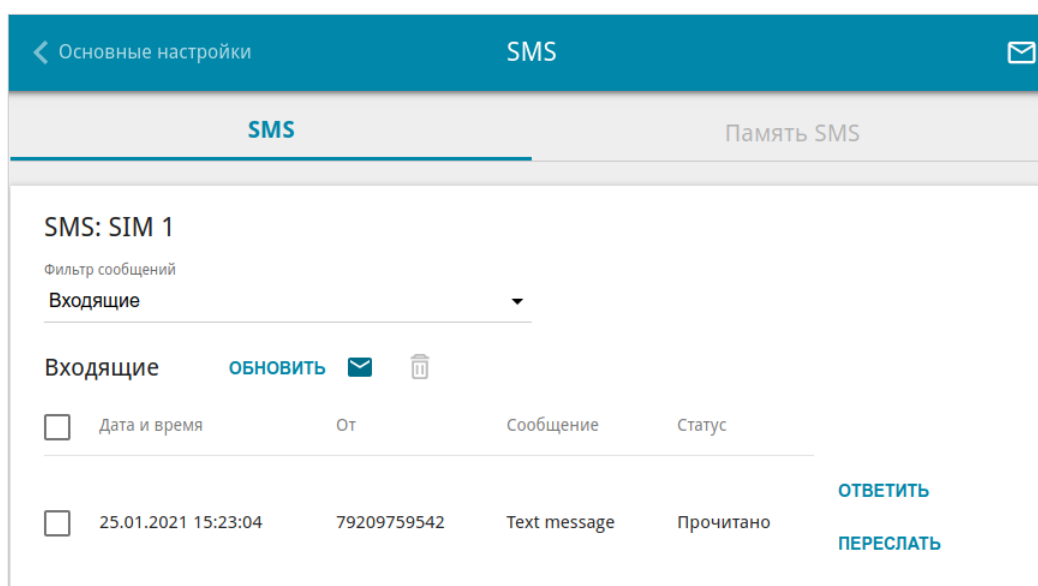 Основные настройки SMS
SMS Память SMS
SMS: SIM 1
Фильтр сообщений
Входящие
Входящие ОБНОВИТЬ
Дата и время От Сообщение Статус
ОТВЕТИТЬ
25.01.2021 15:23:04 79209759542 Text message Прочитано
ПЕРЕСЛАТЬ